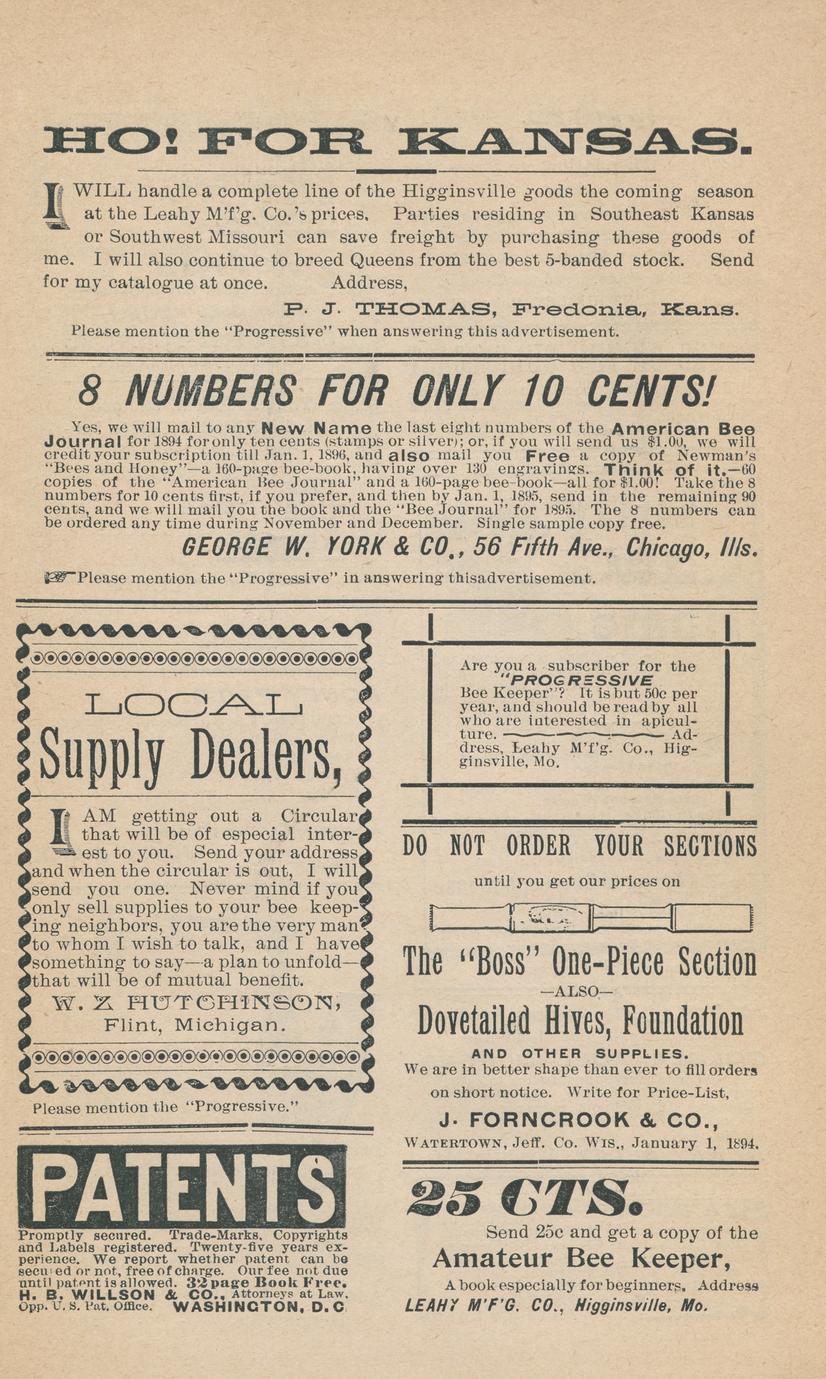 HO! FOR KANSAS.
I WILL handle a complete line of the Higginsville goods the coming season
at the Leahy M'f'g. Co.'s prices. Parties residing in Southeast Kansas
or Southwest Missouri can save freight by purchasing these goods of
me. I will also continue to breed Queens from the best 5-banded stock. Send
for my catalogue at once. Address,
P. J. THOMAS, Fredonia, Kans.
Please mention the "Progressive" when answering this advertisement.
8 NUMBERS FOR ONLY 10 CENTS!
Yes, we will mail to any New Name the last eight numbers of the American Bee
Journal for 1894 for only ten cents (stamps or silver); or, if you will send us $1.00, we will
credit your subscription till Jan. 1, 1896, and also mail you Free a copy of Newman's
"Bees and Honey"—a 160-page bee-book, having over 130 engravings. Think of it.—60
copies of the "American Bee Journal" and a 160-page bee-book—all for $1.00! Take the 8
numbers for 10 cents first, if you prefer, and then by Jan. 1, 1895, send in the remaining 90
cents, and we will mail you the book and the "Bee Journal" for 1895. The 8 numbers can
be ordered any time during November and December. Single sample copy free.
GEORGE W. YORK & CO., 56 Fifth Ave., Chicago, Ills.
Please mention the "Progressive" in answering thisadvertisement.
LOCAL
Supply Dealers,
I AM getting out a Circular
that will be of especial inter-
est to you. Send your address
and when the circular is out, I will
send you one. Never mind if you
only sell supplies to your bee keep-
ing neighbors, you are the very man
to whom I wish to talk, and I have
something to say—a plan to unfold—
that will be of mutual benefit.
W. Z HUTCHINSON,
Flint, Michigan.
Please mention the "Progressive."
PATENTS
Promptly secured. Trade-Marks, Copyrights
and Labels registered. Twenty-five years ex-
perience. We report whether patent can be
secured or not, free of charge. Our fee not due
until patent is allowed. 32 page Book Free.
H. B. WILLSON & CO., Attorneys at Law.
Opp. U. S. Pat. Office. WASHINGTON, D. C
Are you a subscriber for the
"PROGRESSIVE
Bee Keeper"? It is but 50c per
year, and should be read by all
who are interested in apicul-
ture. Ad-
dress, Leahy M'f'g. Co., Hig-
ginsville, Mo.
DO NOT ORDER YOUR SECTIONS
until you get our prices on
The "Boss" One-Piece Section
—ALSO—
Dovetailed Hives, Foundation
AND OTHER SUPPLIES.
We are in better shape than ever to fill orders
on short notice. Write for Price-List,
J. FORNCROOK & CO.,
WATERTOWN, Jeff. Co. WIS., January 1, 1894.
25 CTS.
Send 25c and get a copy of the
Amateur Bee Keeper,
A book especially for beginners. Address
LEAHY M'F'G. CO., Higginsville, Mo.